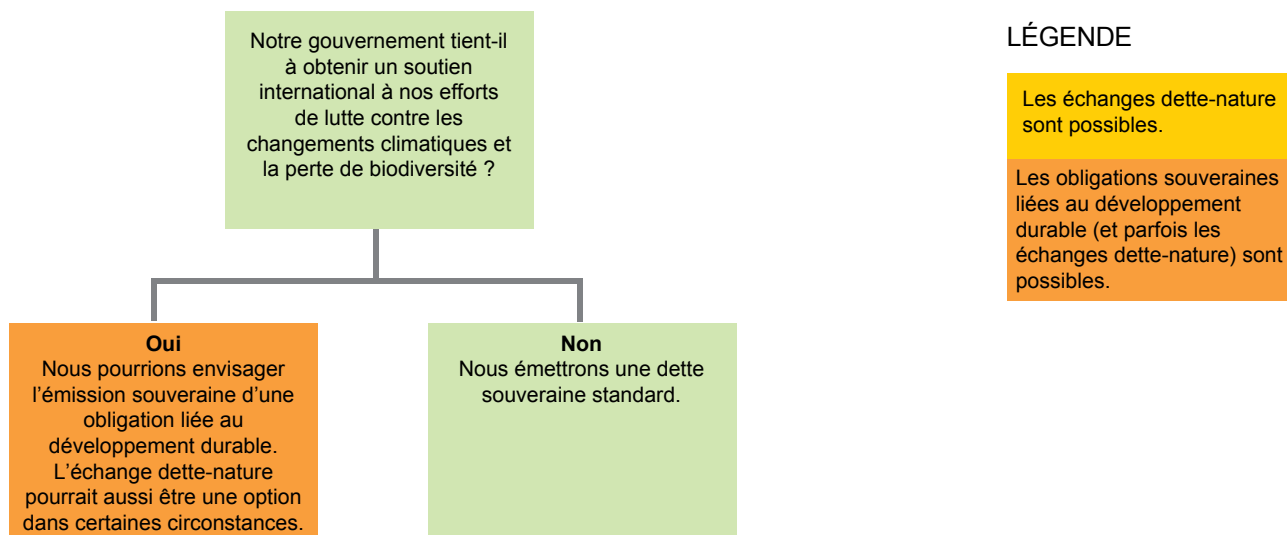 Notre gouvernement tient-il
à obtenir un soutien
international à nos efforts
de lutte contre les
changements climatiques et
la perte de biodiversité ?
Oui
Nous pourrions envisager
l’émission souveraine d’une
obligation liée au
développement durable.
L’échange dette-nature
pourrait aussi être une option
dans certaines circonstances.
Non
Nous émettrons une dette
souveraine standard.
LÉGENDE
Les échanges dette-nature
sont possibles.
Les obligations souveraines
liées au développement
durable (et parfois les
échanges dette-nature) sont
possibles.